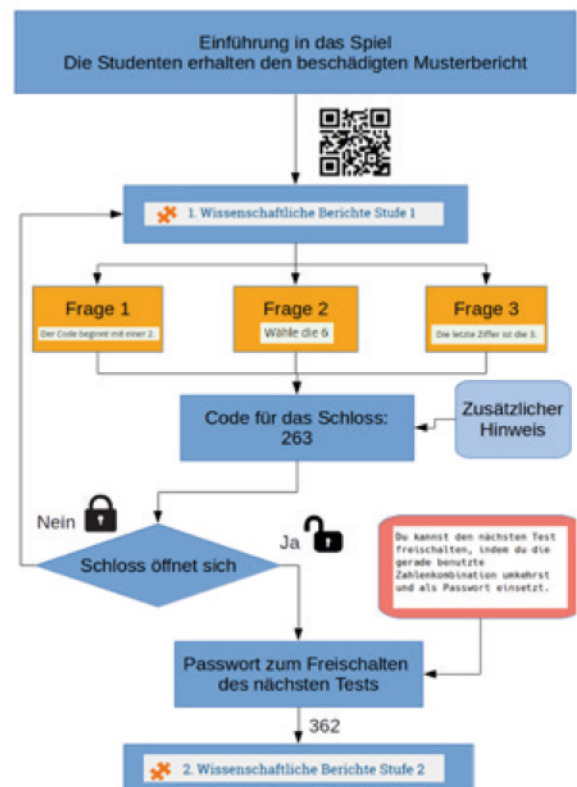 Einführung in das Spiel
Die Studenten erhalten den beschädigten Musterbericht
1. Wissenschaftliche Berichte Stufe 1
Frage 1
Der Code beginnt mit einer 2.
Frage 2
Wähle die 6
Frage 3
Die letzte Ziffer ist die 3.
Code für das Schloss:
263
Zusätzlicher
Hinweis
Nein
Ja
Schloss öffnet sich
Du kannst den nächsten Test
freischalten, indem du die
gerade benutzte
Zahlenkombination umkehrst
und als Passwort einsetzt.
Passwort zum Freischalten
des nächsten Tests
362
2. Wissenschaftliche Berichte Stufe 2